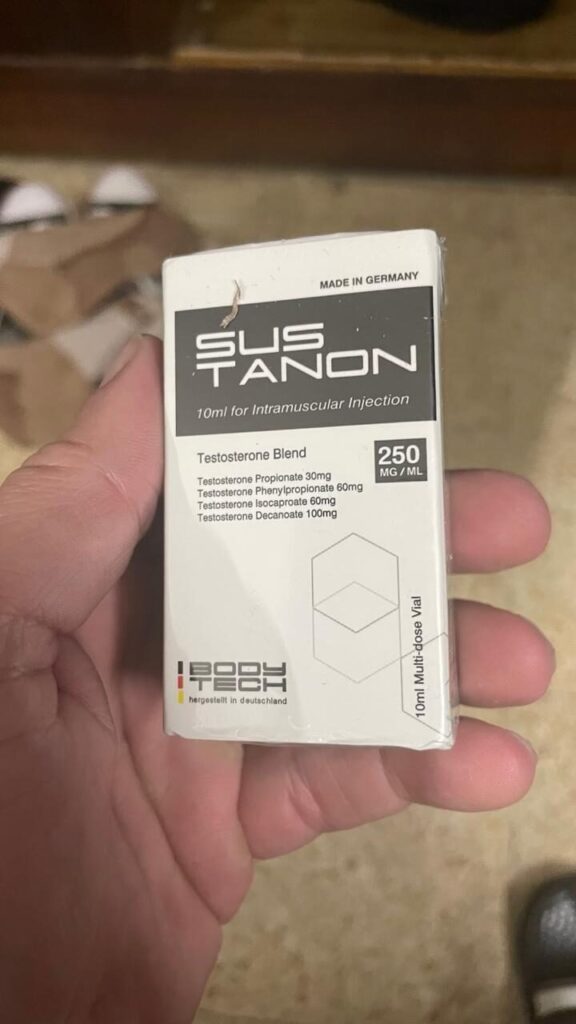 MADE IN GERMANY
SUS
TANON
10ml for Intramuscular Injection
Testosterone Blend
250
MG / ML
Testosterone Propionate 30mg
Testosterone Phenylpropionate 60mg
Testosterone Isocaproate 60mg
Testosterone Decanoate 100mg
10ml Multi-dose Vial
BODY
TECH
hergestellt in deutschland